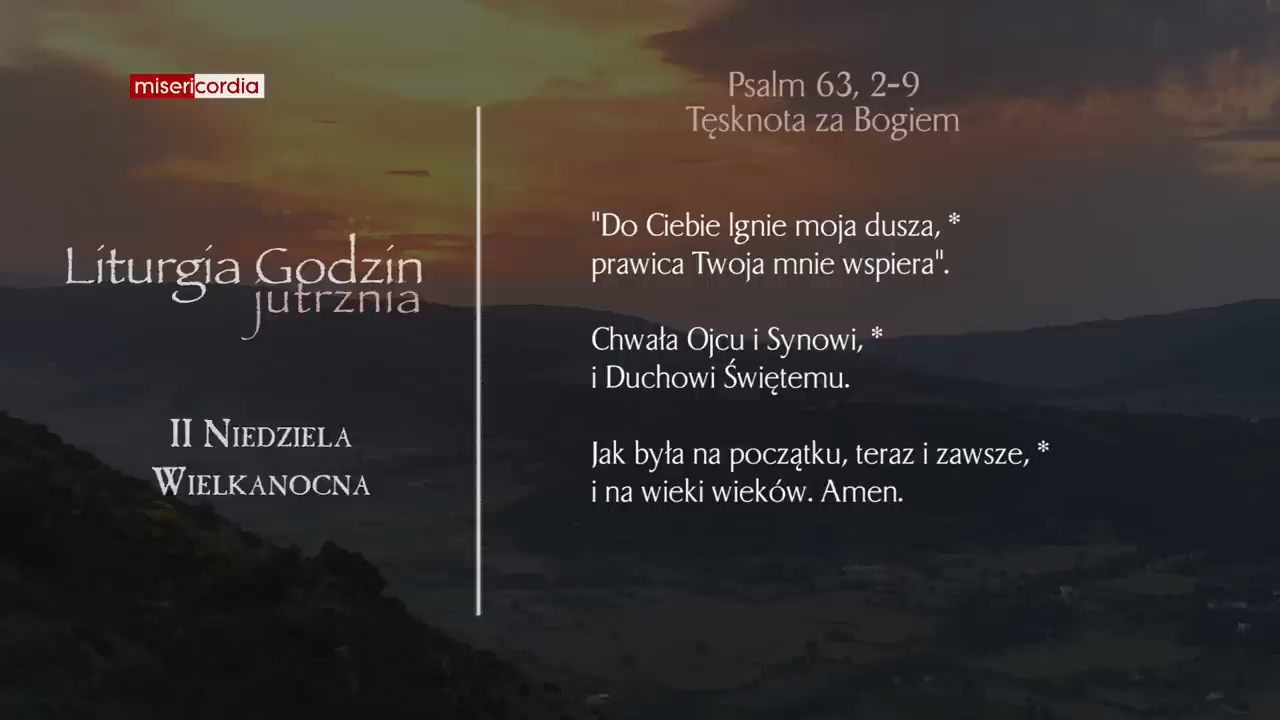 misericordia
Liturgia Godzin
jutrznia
II Niedziela
Wielkanocna
Psalm 63, 2-9
Tęsknota za Bogiem
"Do Ciebie lgnie moja dusza, *
prawica Twoja mnie wspiera".
Chwała Ojcu i Synowi, *
i Duchowi Świętemu.
Jak była na początku, teraz i zawsze, *
i na wieki wieków. Amen.